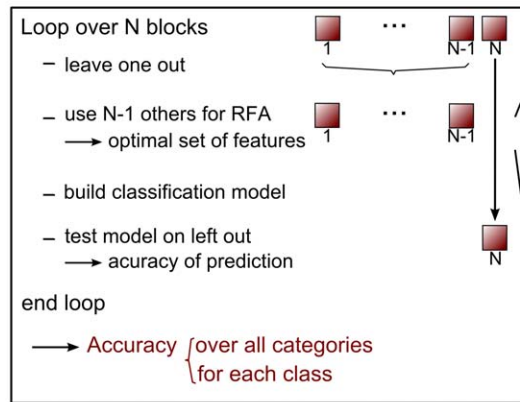 Loop over N blocks
1 ... N-1 N
– leave one out
– use N-1 others for RFA
→ optimal set of features
1 ... N-1
– build classification model
– test model on left out
→ acuracy of prediction
N
end loop
→ Accuracy { over all categories
for each class